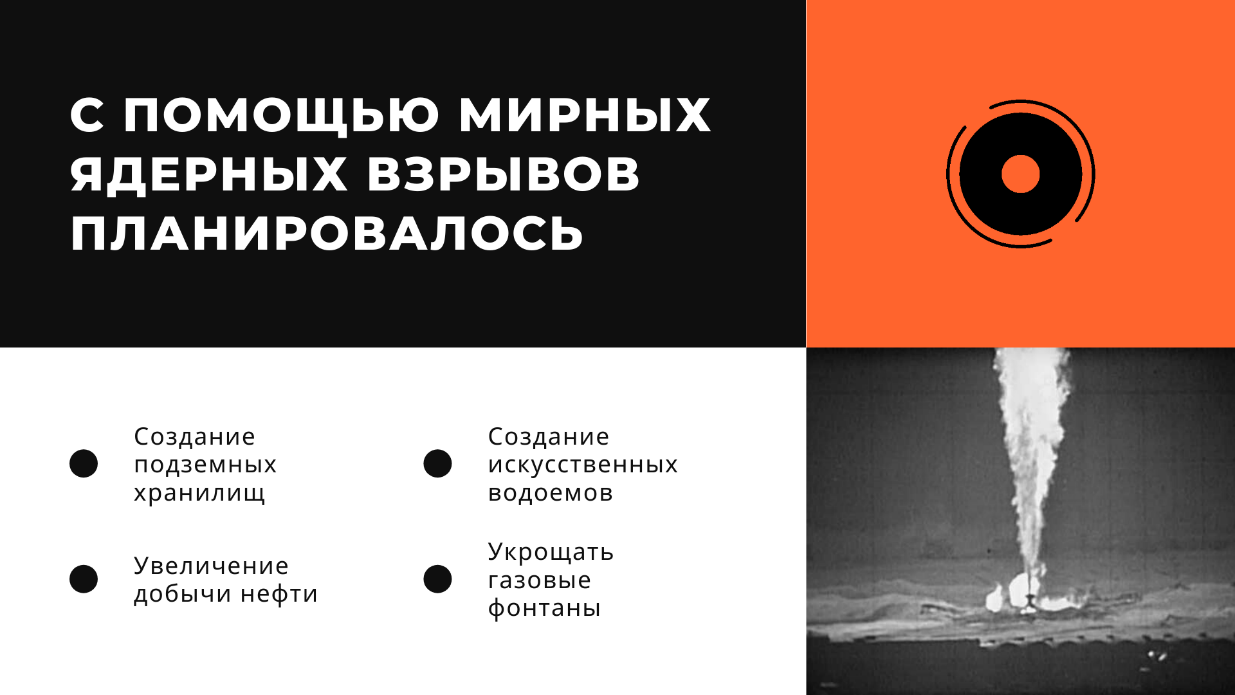 С ПОМОЩЬЮ МИРНЫХ
ЯДЕРНЫХ ВЗРЫВОВ
ПЛАНИРОВАЛОСЬ
Создание
подземных
хранилищ
Создание
искусственных
водоемов
Увеличение
добычи нефти
Укрощать
газовые
фонтаны